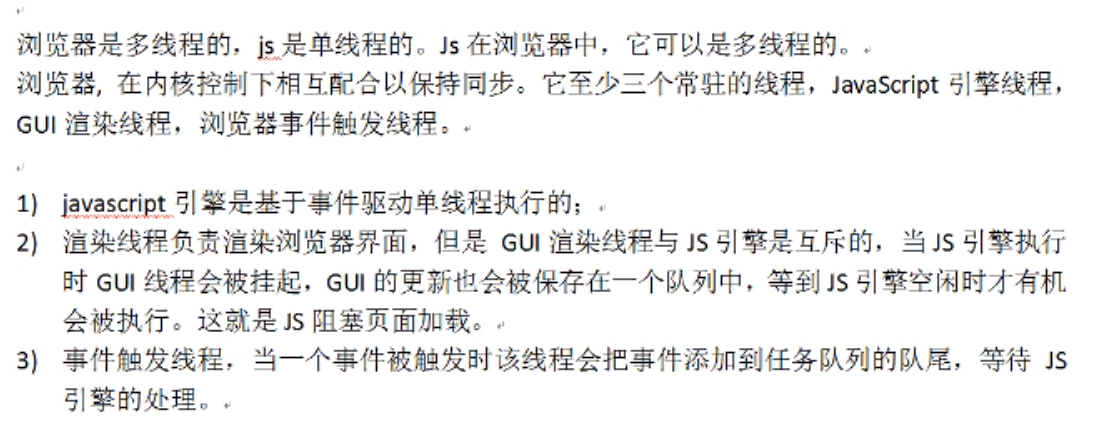 浏览器是多线程的，js 是单线程的。Js 在浏览器中，它可以是多线程的。
浏览器, 在内核控制下相互配合以保持同步。它至少三个常驻的线程，JavaScript 引擎线程，
GUI 渲染线程，浏览器事件触发线程。
1) javascript 引擎是基于事件驱动单线程执行的；
2) 渲染线程负责渲染浏览器界面，但是 GUI 渲染线程与 JS 引擎是互斥的，当 JS 引擎执行
时 GUI 线程会被挂起，GUI 的更新也会被保存在一个队列中，等到 JS 引擎空闲时才有机
会被执行。这就是 JS 阻塞页面加载。
3) 事件触发线程，当一个事件被触发时该线程会把事件添加到任务队列的队尾，等待 JS
引擎的处理。